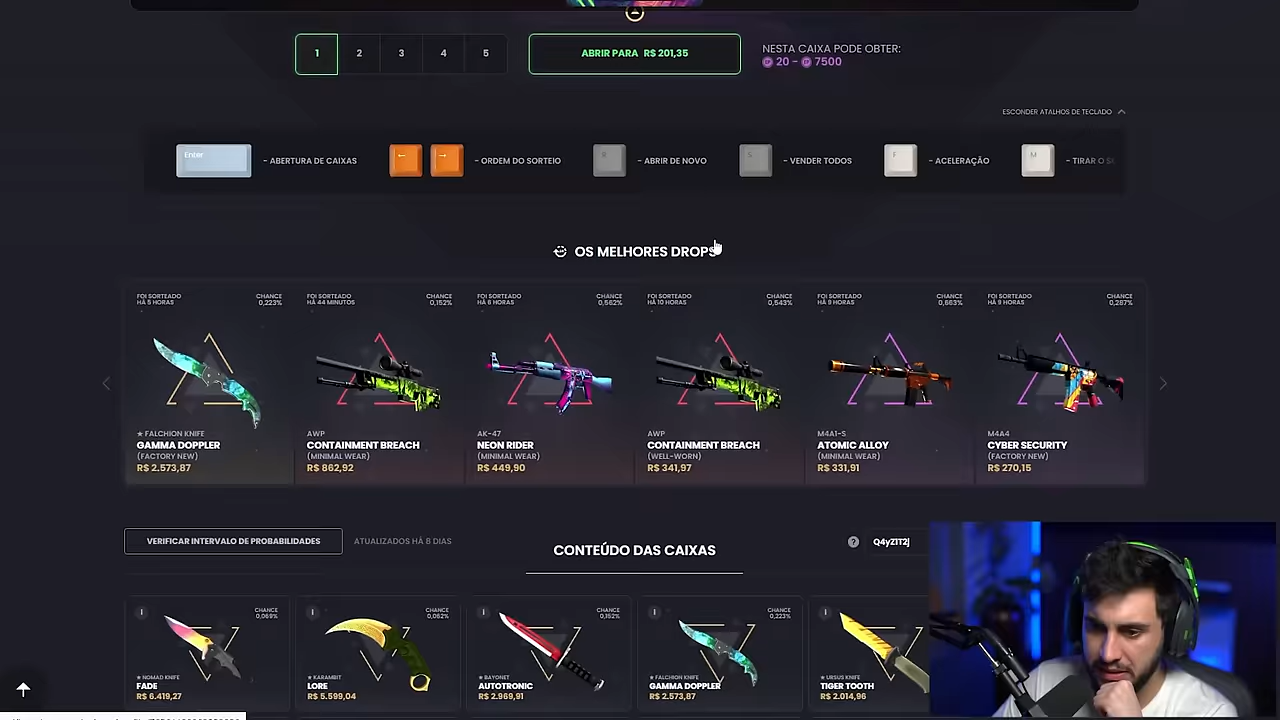 1 2 3 4 5
ABRIR PARA R$ 201,35
NESTA CAIXA PODE OBTER:
20 - 7500
ESCONDER ATALHOS DE TECLADO
Enter - ABERTURA DE CAIXAS
← → - ORDEM DO SORTEIO
R - ABRIR DE NOVO
S - VENDER TODOS
F - ACELERAÇÃO
M - TIRAR O
OS MELHORES DROPS
FOI SORTEADO
HÁ 5 HORAS
CHANCE
0,223%
★ FALCHION KNIFE
GAMMA DOPPLER
(FACTORY NEW)
R$ 2.573,87
FOI SORTEADO
HÁ 44 MINUTOS
CHANCE
0,152%
AWP
CONTAINMENT BREACH
(MINIMAL WEAR)
R$ 862,92
FOI SORTEADO
HÁ 6 HORAS
CHANCE
0,562%
AK-47
NEON RIDER
(MINIMAL WEAR)
R$ 449,90
FOI SORTEADO
HÁ 10 HORAS
CHANCE
0,543%
AWP
CONTAINMENT BREACH
(WELL-WORN)
R$ 341,97
FOI SORTEADO
HÁ 9 HORAS
CHANCE
0,663%
M4A1-S
ATOMIC ALLOY
(MINIMAL WEAR)
R$ 331,91
FOI SORTEADO
HÁ 9 HORAS
CHANCE
0,287%
M4A4
CYBER SECURITY
(FACTORY NEW)
R$ 270,15
VERIFICAR INTERVALO DE PROBABILIDADES
ATUALIZADOS HÁ 8 DIAS
CONTEÚDO DAS CAIXAS
? Q4yZ1T2j
CHANCE
0,069%
★ NOMAD KNIFE
FADE
R$ 6.419,27
CHANCE
0,062%
★ KARAMBIT
LORE
R$ 5.599,04
CHANCE
0,152%
★ BAYONET
AUTOTRONIC
R$ 2.969,91
CHANCE
0,223%
★ FALCHION KNIFE
GAMMA DOPPLER
R$ 2.573,87
★ URSUS KNIFE
TIGER TOOTH
R$ 2.014,96